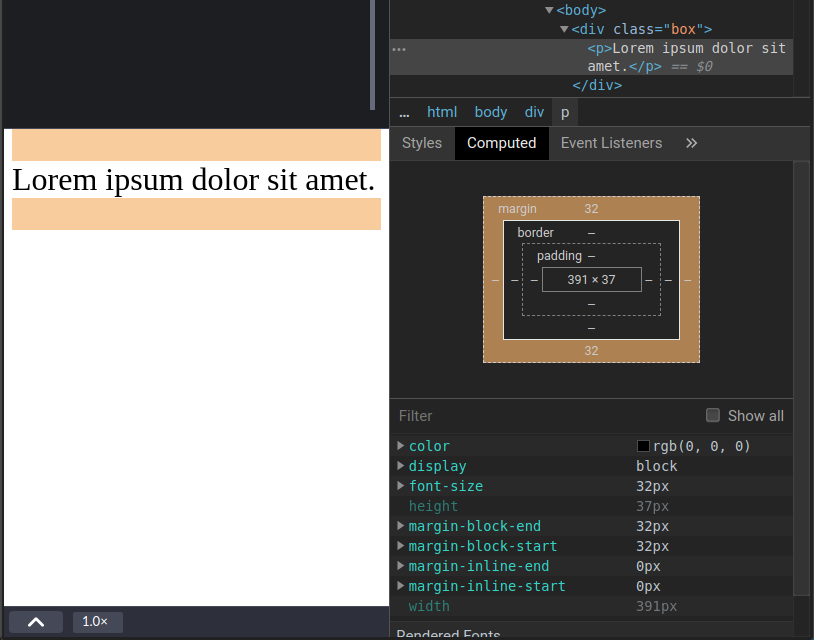 <body>
<div class="box">
… <p>Lorem ipsum dolor sit
amet.</p> == $0
</div>
… html body div p
Styles Computed Event Listeners »
Lorem ipsum dolor sit amet.
margin 32
border –
padding –
– – – 391 × 37 – – –
–
–
32
Filter Show all
color rgb(0, 0, 0)
display block
font-size 32px
height 37px
margin-block-end 32px
margin-block-start 32px
margin-inline-end 0px
margin-inline-start 0px
width 391px
1.0×
Rendered Fonts